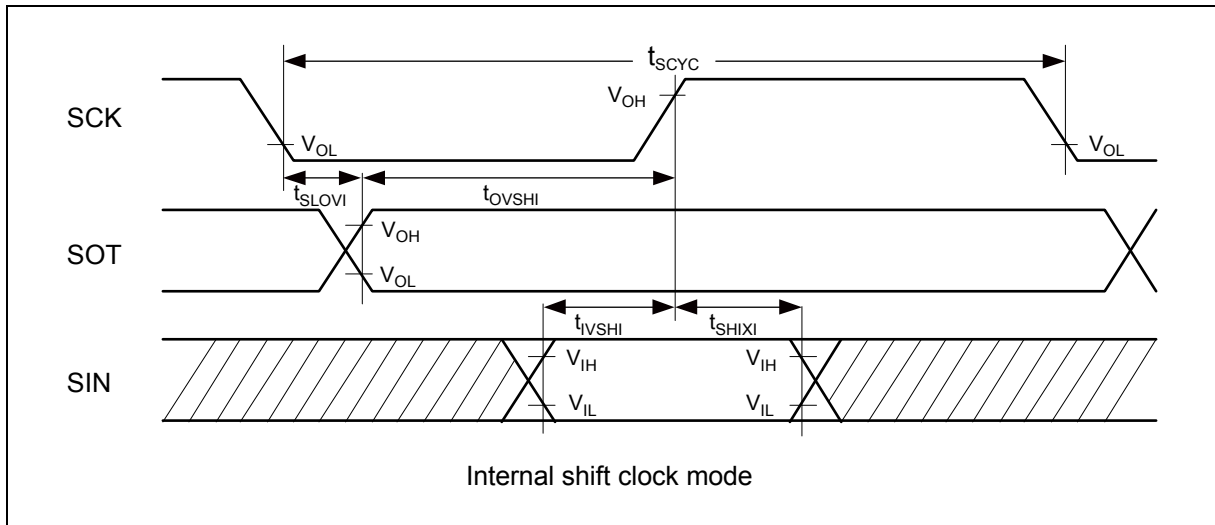 tSCYC
SCK
VOH
VOL
VOL
tSLOVI
tOVSHI
SOT
VOH
VOL
tIVSHI
tSHIXI
SIN
VIH
VIH
VIL
VIL
Internal shift clock mode